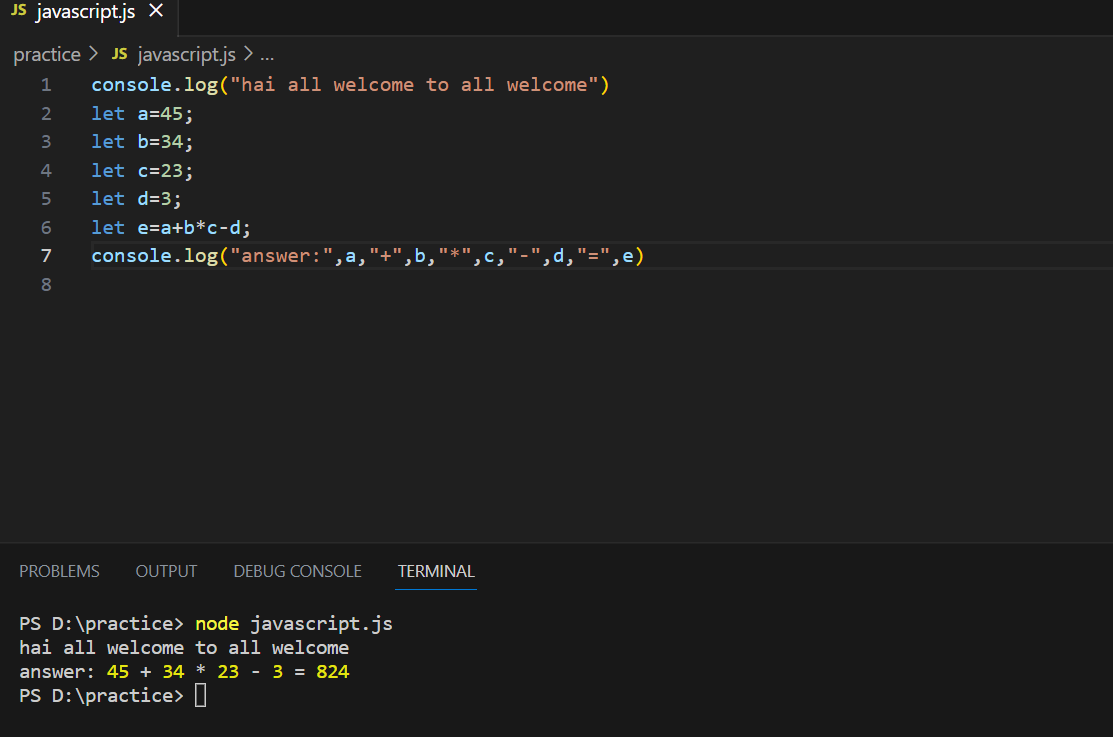 JS javascript.js ×
practice > JS javascript.js > ...
1 console.log("hai all welcome to all welcome")
2 let a=45;
3 let b=34;
4 let c=23;
5 let d=3;
6 let e=a+b*c-d;
7 console.log("answer:",a,"+",b,"*",c,"-",d,"=",e)
8
PROBLEMS OUTPUT DEBUG CONSOLE TERMINAL
PS D:\practice> node javascript.js
hai all welcome to all welcome
answer: 45 + 34 * 23 - 3 = 824
PS D:\practice>